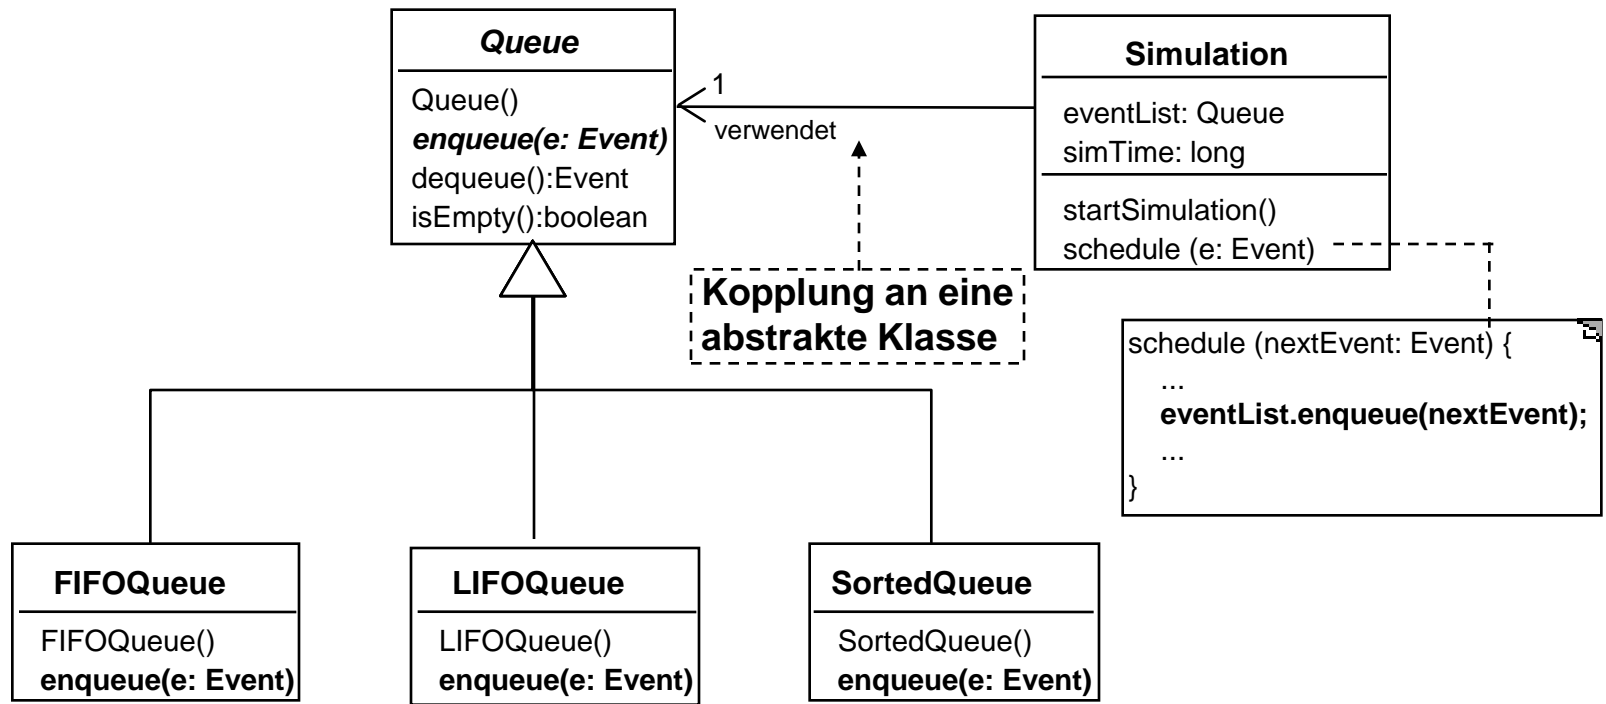 Queue
Queue()
enqueue(e: Event)
dequeue():Event
isEmpty():boolean
1
verwendet
Simulation
eventList: Queue
simTime: long
startSimulation()
schedule (e: Event)
Kopplung an eine
abstrakte Klasse
schedule (nextEvent: Event) {
...
eventList.enqueue(nextEvent);
...
}
FIFOQueue
FIFOQueue()
enqueue(e: Event)
LIFOQueue
LIFOQueue()
enqueue(e: Event)
SortedQueue
SortedQueue()
enqueue(e: Event)